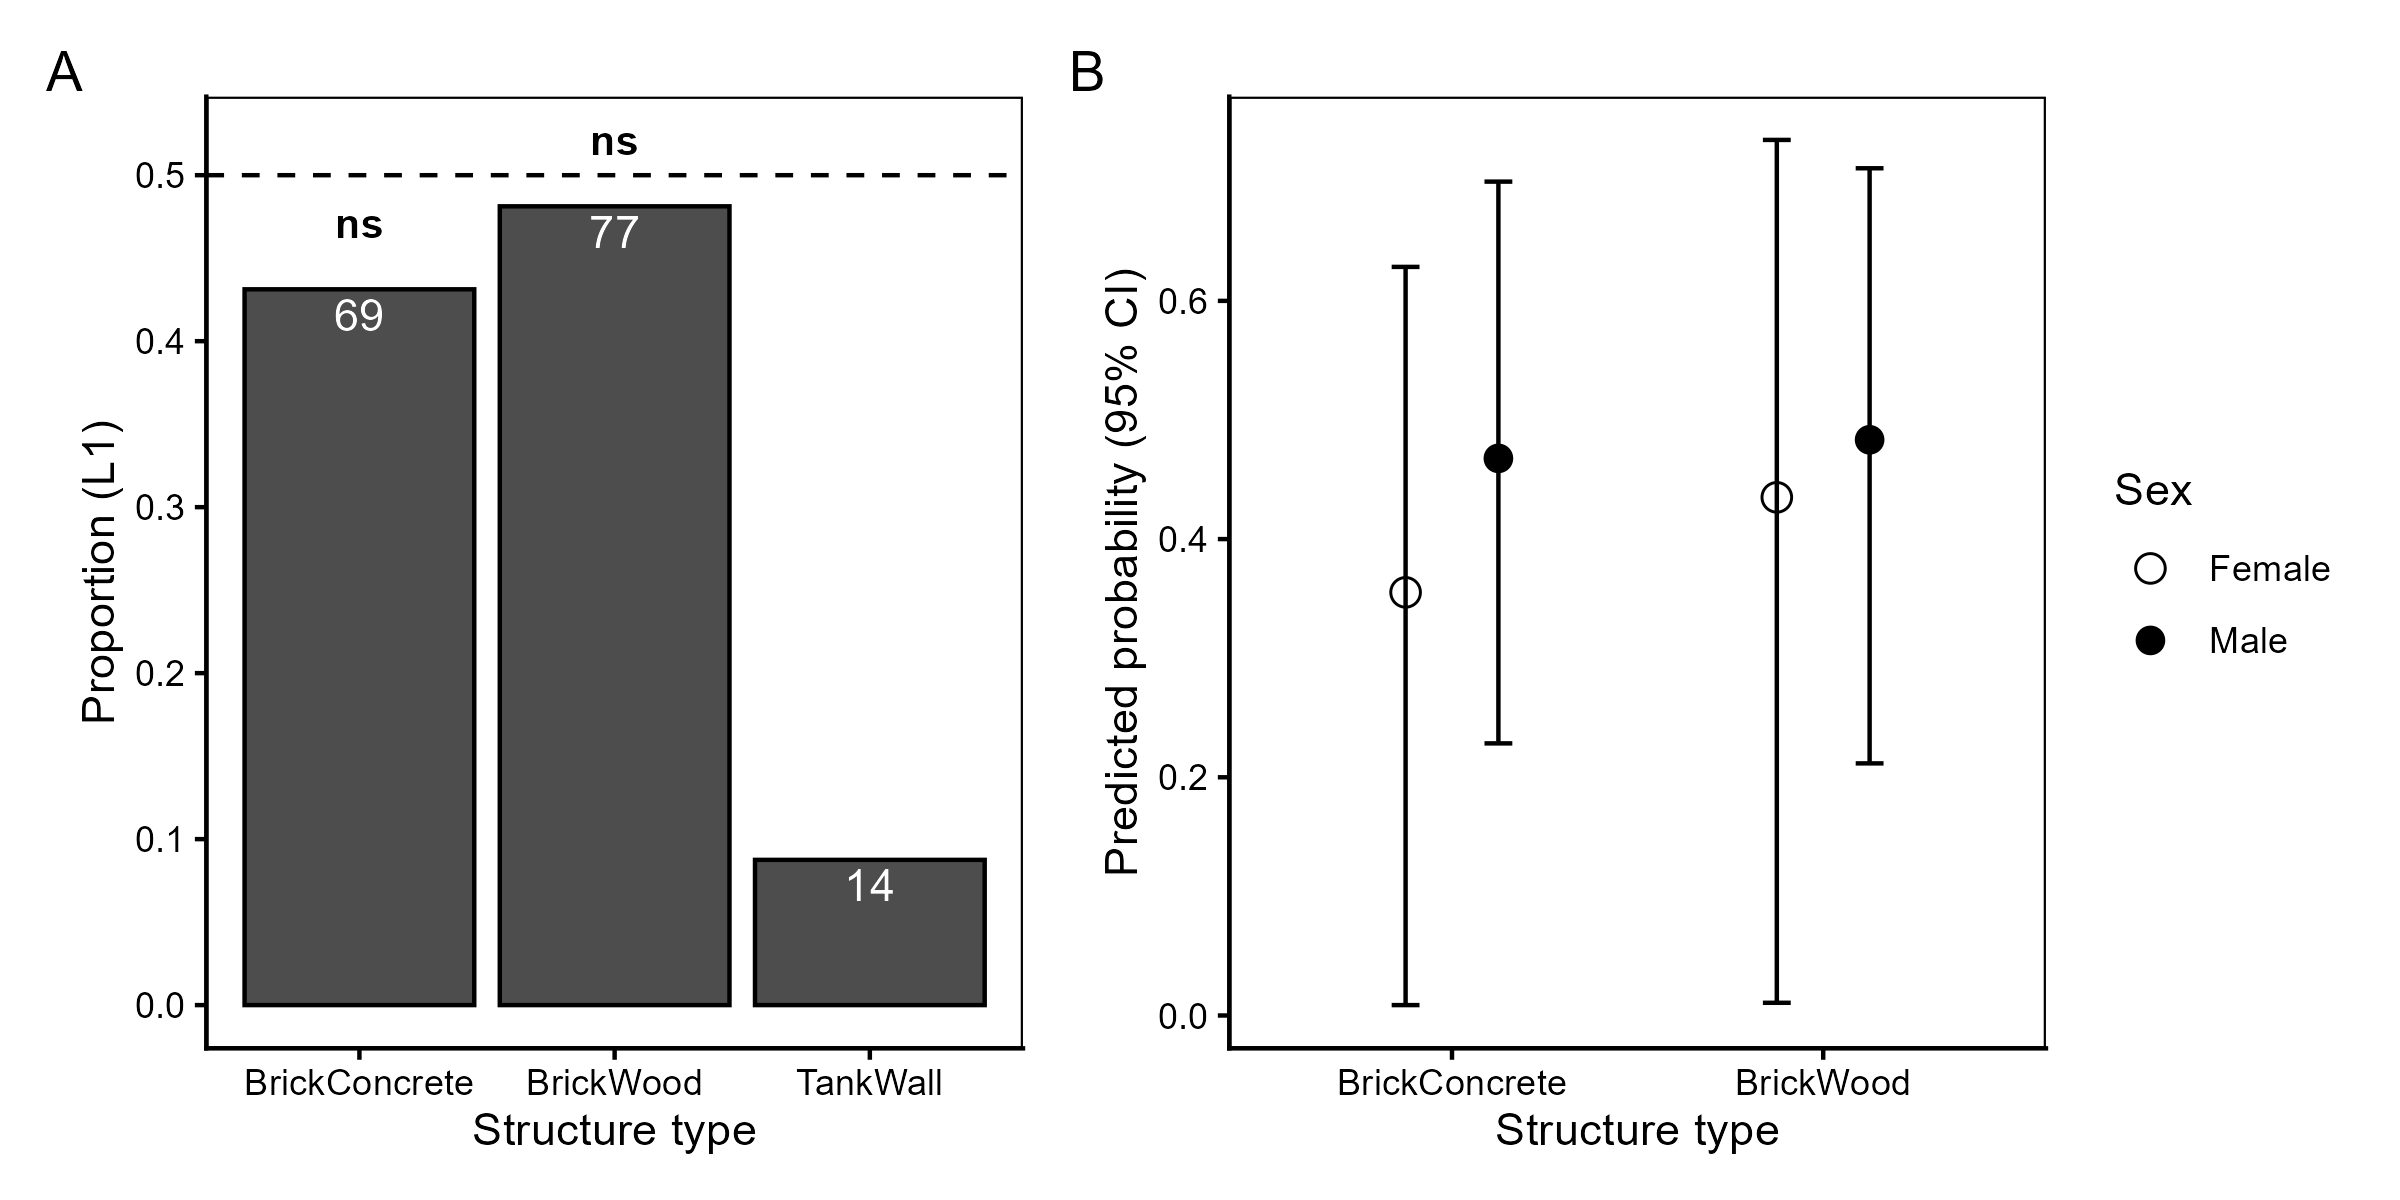 A
ns
ns
69
77
14
0.5
0.4
0.3
0.2
0.1
0.0
Proportion (L1)
BrickConcrete
BrickWood
TankWall
Structure type
B
0.6
0.4
0.2
0.0
Predicted probability (95% CI)
BrickConcrete
BrickWood
Structure type
Sex
Female
Male